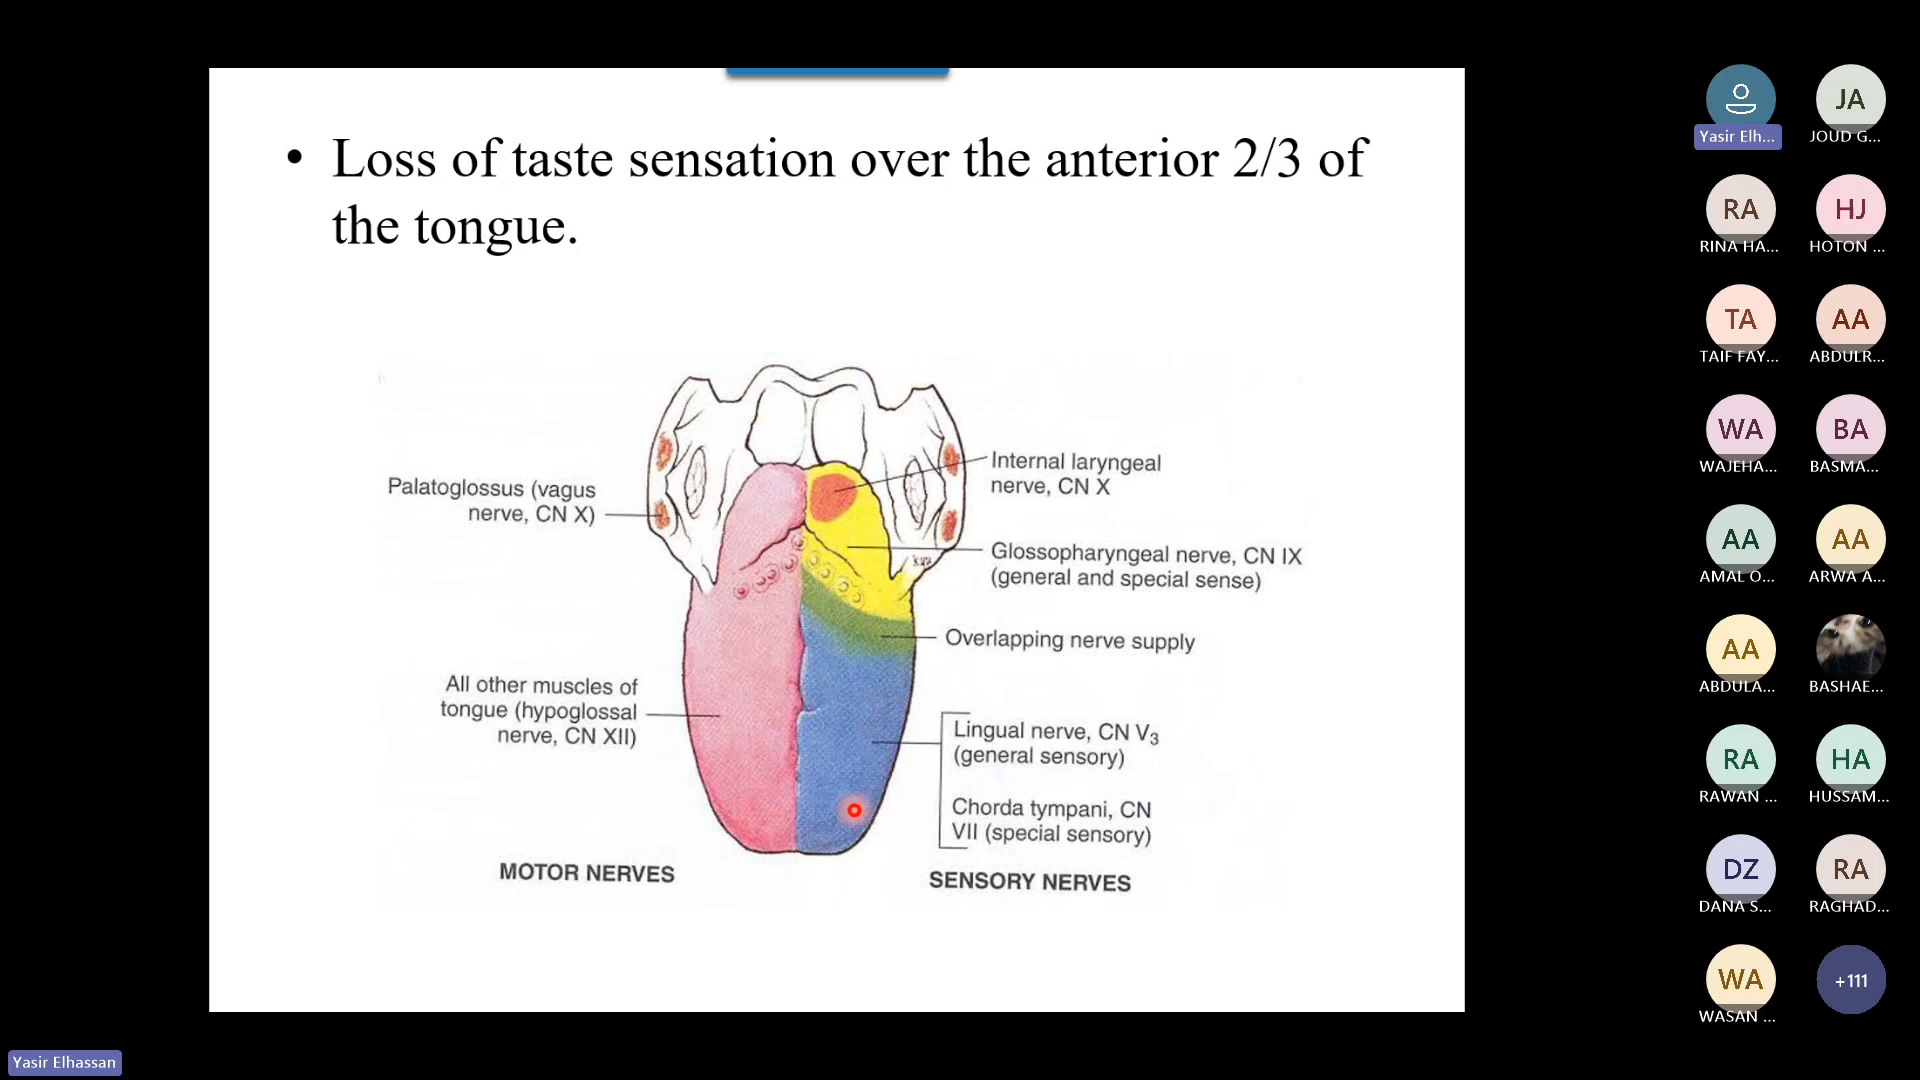 • Loss of taste sensation over the anterior 2/3 of
the tongue.
Palatoglossus (vagus
nerve, CN X)
All other muscles of
tongue (hypoglossal
nerve, CN XII)
MOTOR NERVES
Internal laryngeal
nerve, CN X
Glossopharyngeal nerve, CN IX
(general and special sense)
Overlapping nerve supply
Lingual nerve, CN V3
(general sensory)
Chorda tympani, CN
VII (special sensory)
SENSORY NERVES
Yasir Elh...
JA
JOUD G...
RA
RINA HA...
HJ
HOTON ...
TA
TAIF FAY...
AA
ABDULR...
WA
WAJEHA...
BA
BASMA...
AA
AMAL O...
AA
ARWA A...
AA
ABDULA...
BASHAE...
RA
RAWAN ...
HA
HUSSAM...
DZ
DANA S...
RA
RAGHAD...
WA
WASAN ...
+111
Yasir Elhassan